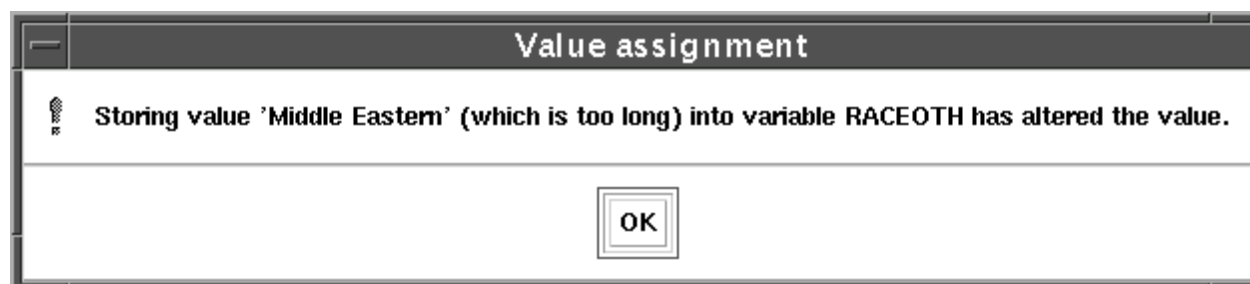 Value assignment
Storing value 'Middle Eastern' (which is too long) into variable RACEOTH has altered the value.
OK